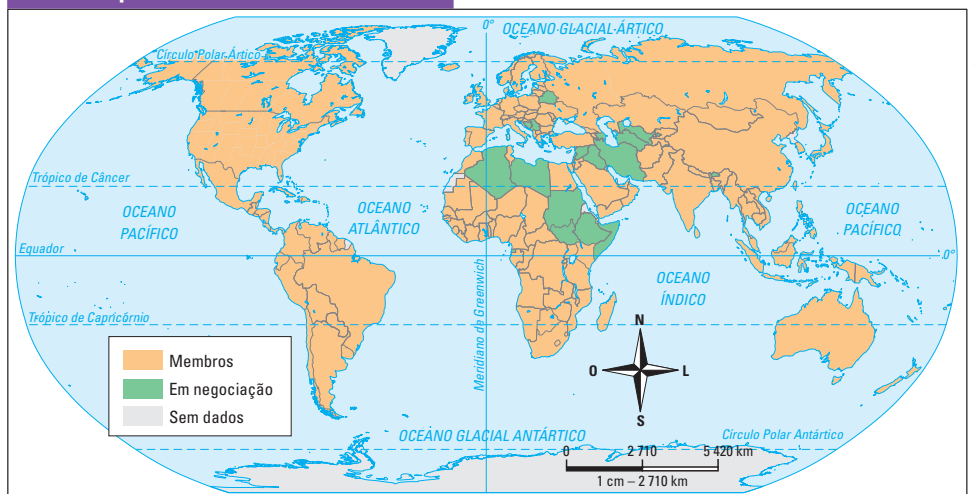 0°
OCEANO GLACIAL ÁRTICO
Círculo Polar Ártico
Trópico de Câncer
OCEANO
PACÍFICO
OCEANO
ATLÂNTICO
OCEANO
PACÍFICO
Equador
0°
OCEANO
ÍNDICO
Meridiano de Greenwich
Trópico de Capricórnio
N
O
L
S
Membros
Em negociação
Sem dados
OCEANO GLACIAL ANTÁRTICO
Círculo Polar Antártico
0 2 710 5 420 km
1 cm – 2 710 km